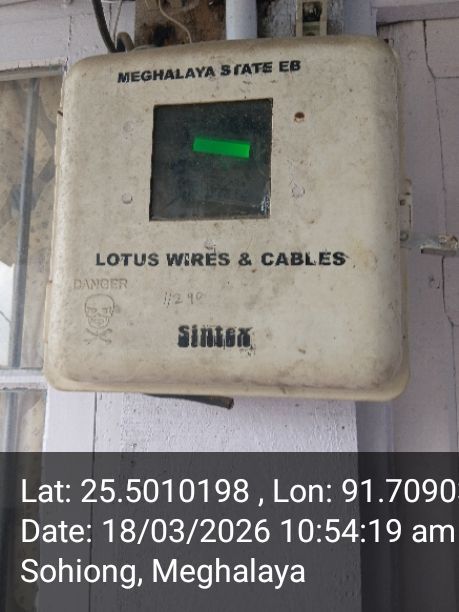 MEGHALAYA STATE EB
LOTUS WIRES & CABLES
DANGER
11290
Sintex
Lat: 25.5010198 , Lon: 91.7090
Date: 18/03/2026 10:54:19 am
Sohiong, Meghalaya